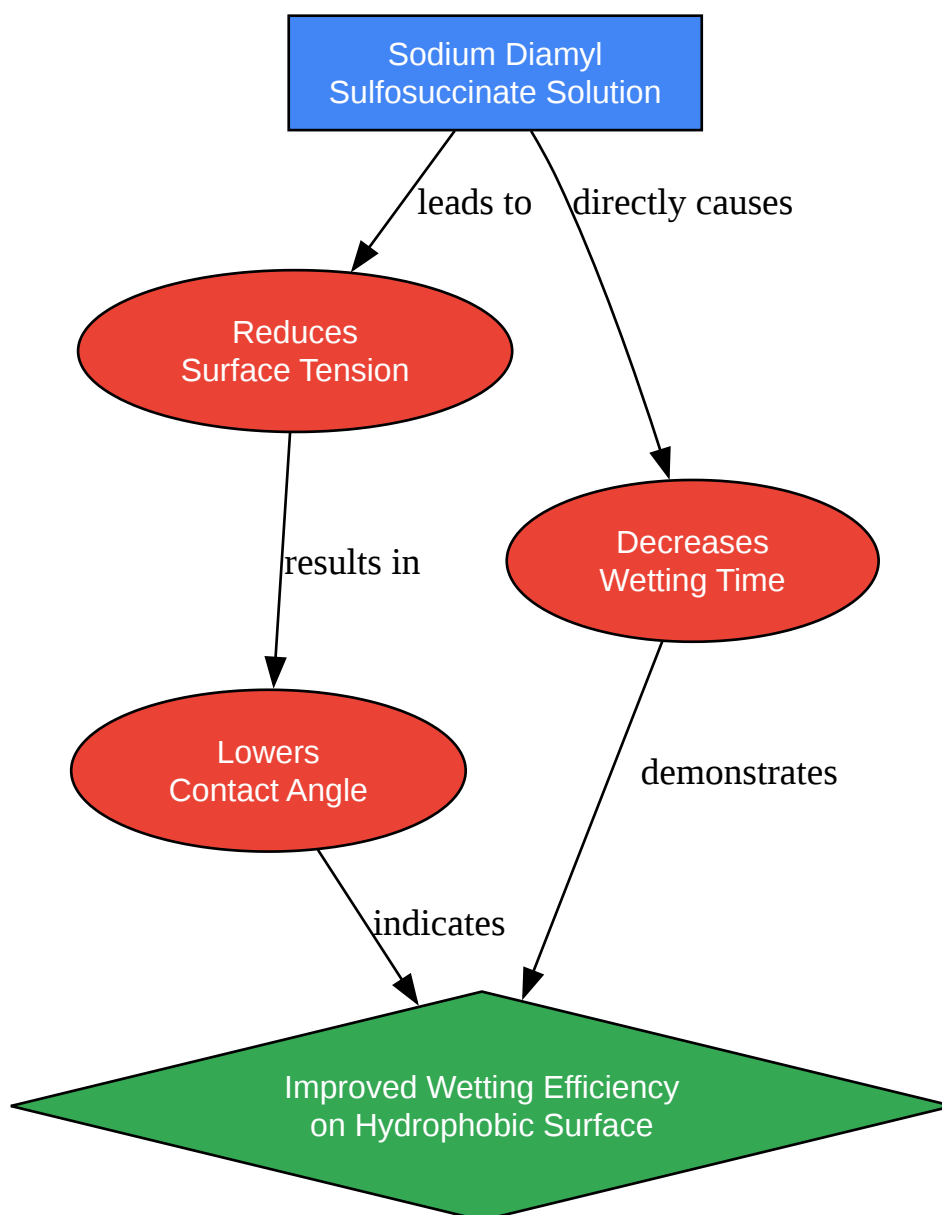 Sodium Diamyl
Sulfosuccinate Solution
leads to
directly causes
Reduces
Surface Tension
results in
Decreases
Wetting Time
Lowers
Contact Angle
demonstrates
indicates
Improved Wetting Efficiency
on Hydrophobic Surface